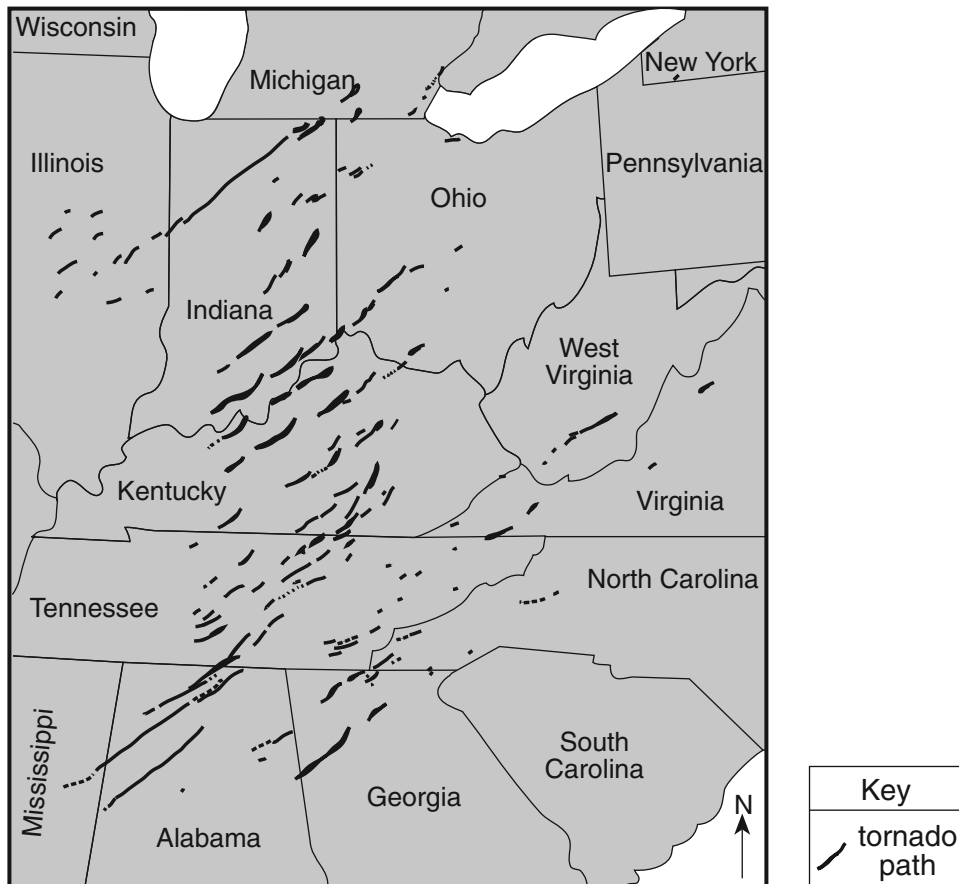 Wisconsin
Michigan
New York
Illinois
Pennsylvania
Ohio
Indiana
West
Virginia
Kentucky
Virginia
Tennessee
North Carolina
Mississippi
Alabama
Georgia
South
Carolina
N
Key
tornado
path